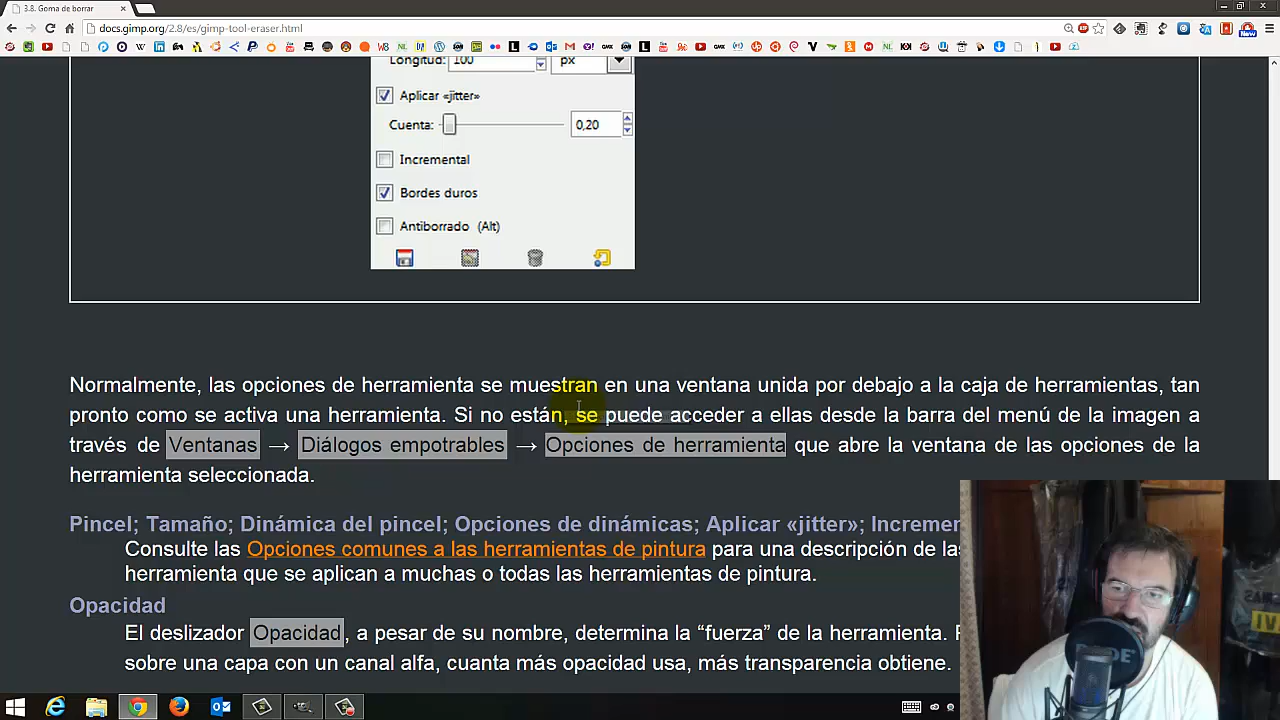 3.8. Goma de borrar
docs.gimp.org/2.8/es/gimp-tool-eraser.html
Longitud: 100 px
Aplicar «jitter»
Cuenta: 0,20
Incremental
Bordes duros
Antiborrado (Alt)
Normalmente, las opciones de herramienta se muestran en una ventana unida por debajo a la caja de herramientas, tan
pronto como se activa una herramienta. Si no están, se puede acceder a ellas desde la barra del menú de la imagen a
través de Ventanas → Diálogos empotrables → Opciones de herramienta que abre la ventana de las opciones de la
herramienta seleccionada.
Pincel; Tamaño; Dinámica del pincel; Opciones de dinámicas; Aplicar «jitter»; Incremen
Consulte las Opciones comunes a las herramientas de pintura para una descripción de las
herramienta que se aplican a muchas o todas las herramientas de pintura.
Opacidad
El deslizador Opacidad, a pesar de su nombre, determina la “fuerza” de la herramienta.
sobre una capa con un canal alfa, cuanta más opacidad usa, más transparencia obtiene.